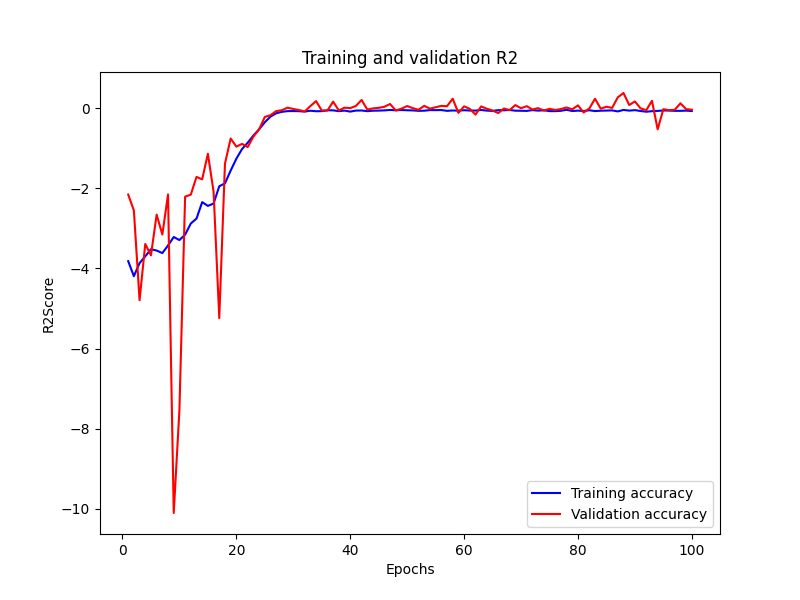 Training and validation R2
0
−2
−4
−6
−8
−10
R2Score
0 20 40 60 80 100
Epochs
Training accuracy
Validation accuracy